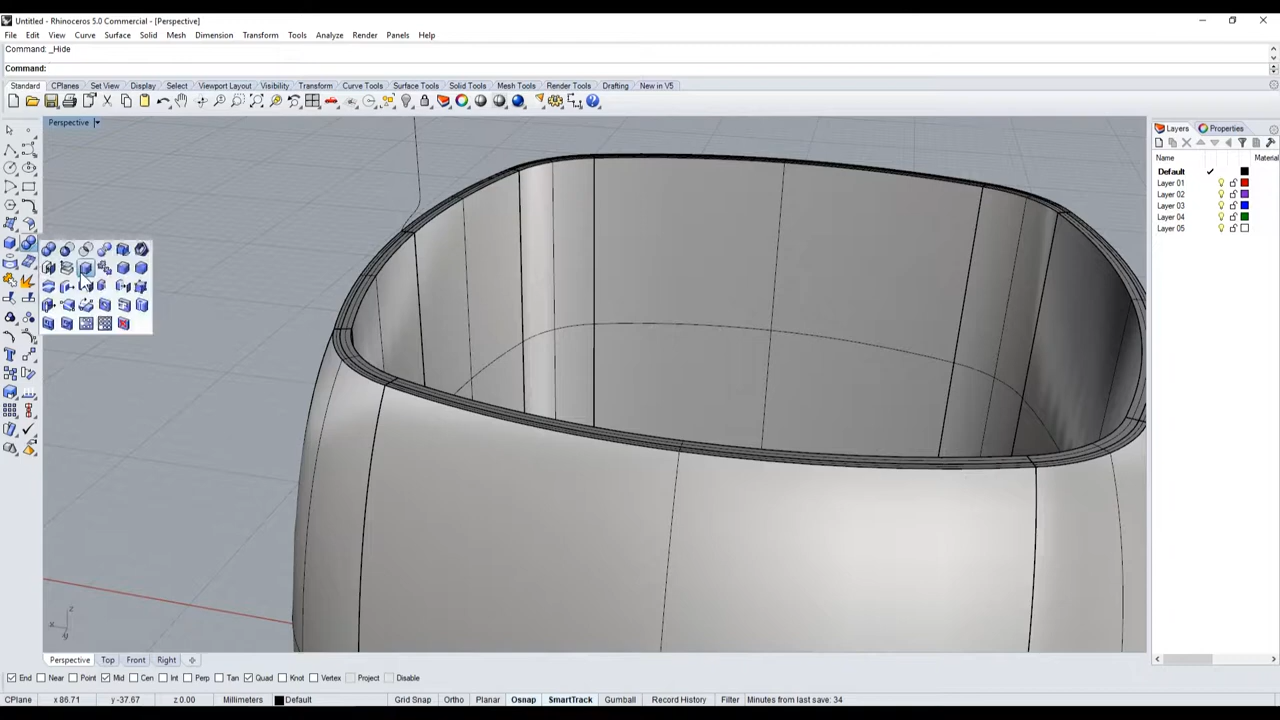 Untitled - Rhinoceros 5.0 Commercial - [Perspective]
File Edit View Curve Surface Solid Mesh Dimension Transform Tools Analyze Render Panels Help
Command: _Hide
Command:
Standard CPlanes Set View Display Select Viewport Layout Visibility Transform Curve Tools Surface Tools Solid Tools Mesh Tools Render Tools Drafting New in V5
Perspective
Layers Properties
Name Material
Default
Layer 01
Layer 02
Layer 03
Layer 04
Layer 05
z
x
y
Perspective Top Front Right
End Near Point Mid Cen Int Perp Tan Quad Knot Vertex Project Disable
CPlane x 86.71 y -37.67 z 0.00 Millimeters Default Grid Snap Ortho Planar Osnap SmartTrack Gumball Record History Filter Minutes from last save: 34